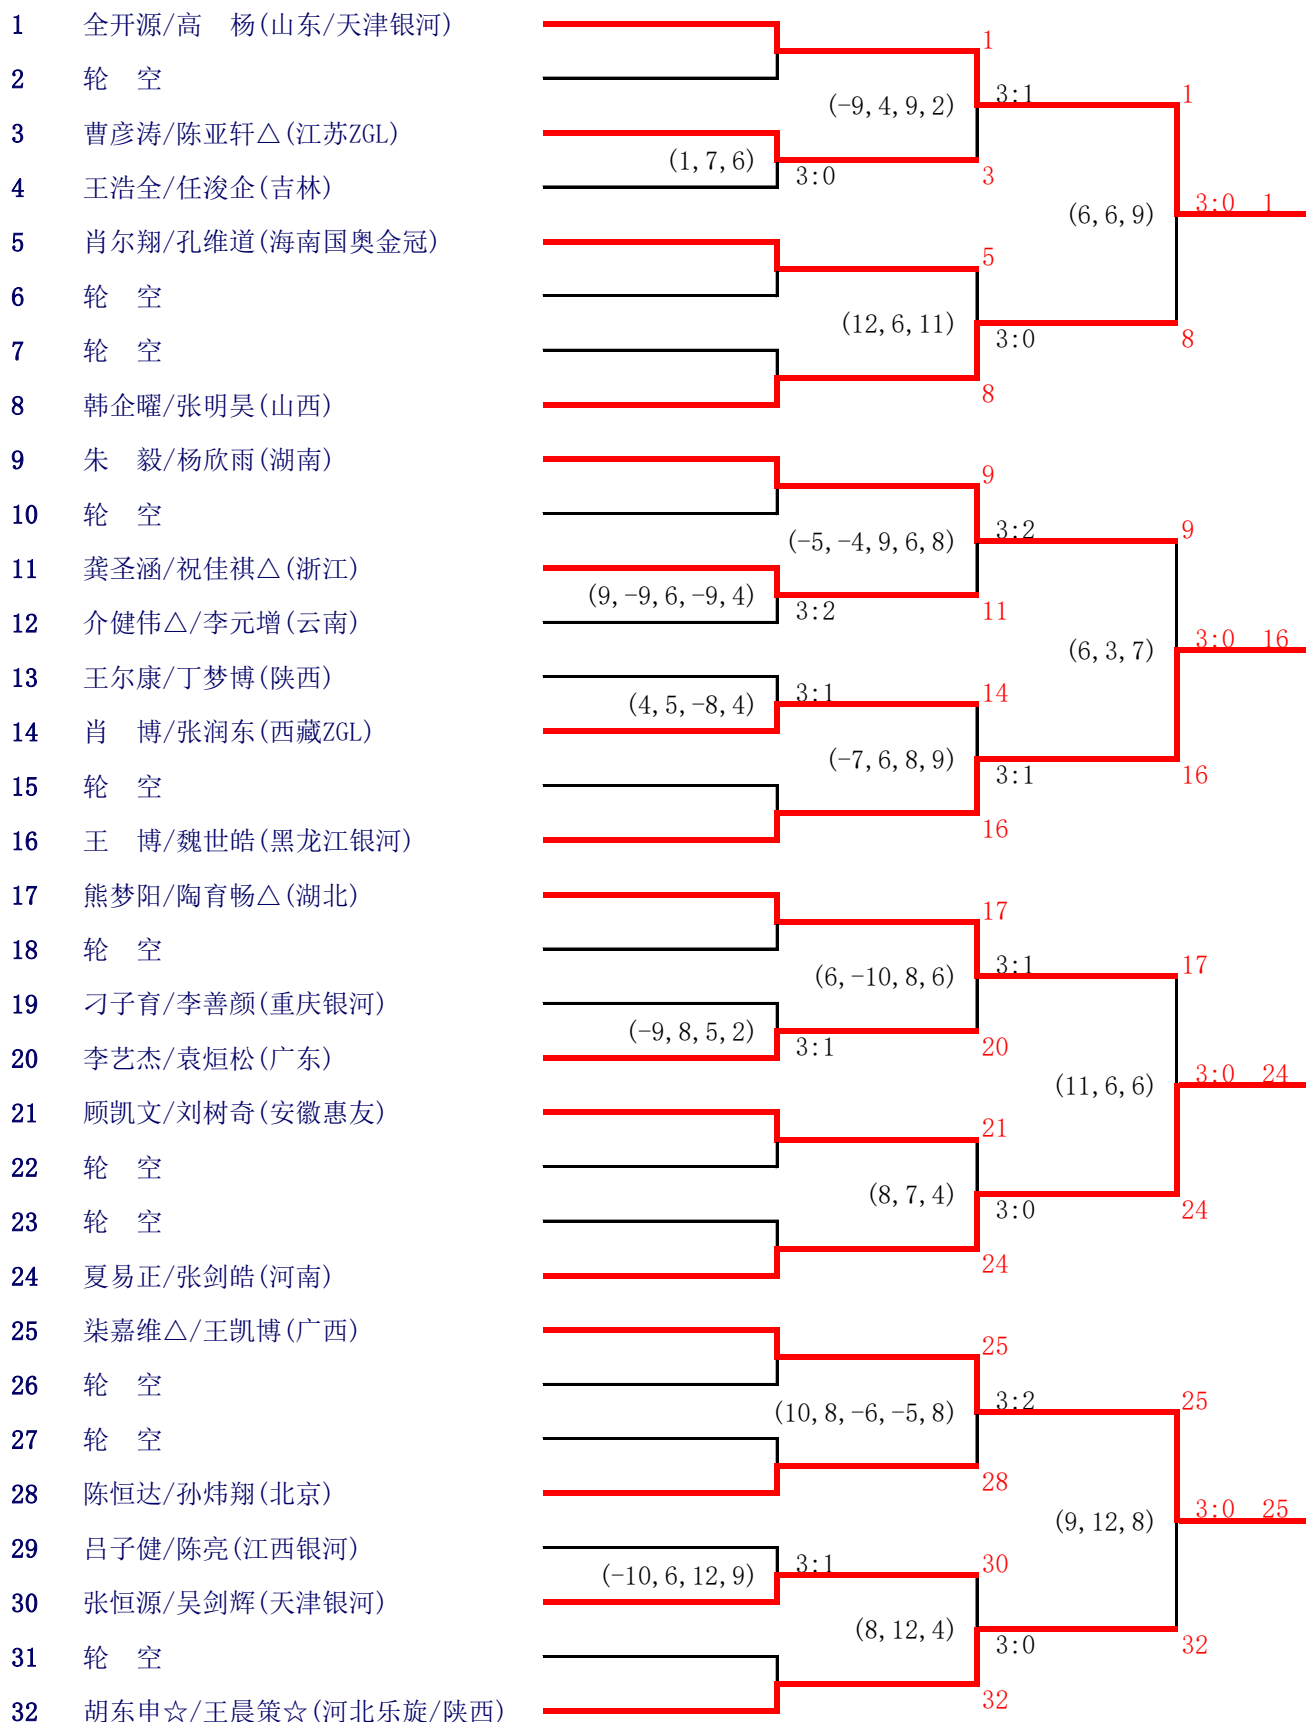 1 全开源/高　杨(山东/天津银河)
1
2 轮　空
(-9,4,9,2) 3:1 1
3 曹彦涛/陈亚轩△(江苏ZGL)
(1,7,6) 3:0 3
4 王浩全/任浚企(吉林)
(6,6,9) 3:0 1
5 肖尔翔/孔维道(海南国奥金冠)
5
6 轮　空
(12,6,11) 3:0 8
7 轮　空
8
8 韩企曜/张明昊(山西)
9 朱　毅/杨欣雨(湖南)
9
10 轮　空
(-5,-4,9,6,8) 3:2 9
11 龚圣涵/祝佳祺△(浙江)
(9,-9,6,-9,4) 3:2 11
12 介健伟△/李元增(云南)
(6,3,7) 3:0 16
13 王尔康/丁梦博(陕西)
(4,5,-8,4) 3:1 14
14 肖　博/张润东(西藏ZGL)
(-7,6,8,9) 3:1 16
15 轮　空
16
16 王　博/魏世皓(黑龙江银河)
17 熊梦阳/陶育畅△(湖北)
17
18 轮　空
(6,-10,8,6) 3:1 17
19 刁子育/李善颜(重庆银河)
(-9,8,5,2) 3:1 20
20 李艺杰/袁烜松(广东)
(11,6,6) 3:0 24
21 顾凯文/刘树奇(安徽惠友)
21
22 轮　空
(8,7,4) 3:0 24
23 轮　空
24
24 夏易正/张剑皓(河南)
25 柒嘉维△/王凯博(广西)
25
26 轮　空
(10,8,-6,-5,8) 3:2 25
27 轮　空
28
28 陈恒达/孙炜翔(北京)
(9,12,8) 3:0 25
29 吕子健/陈亮(江西银河)
(-10,6,12,9) 3:1 30
30 张恒源/吴剑辉(天津银河)
(8,12,4) 3:0 32
31 轮　空
32
32 胡东申☆/王晨策☆(河北乐旋/陕西)